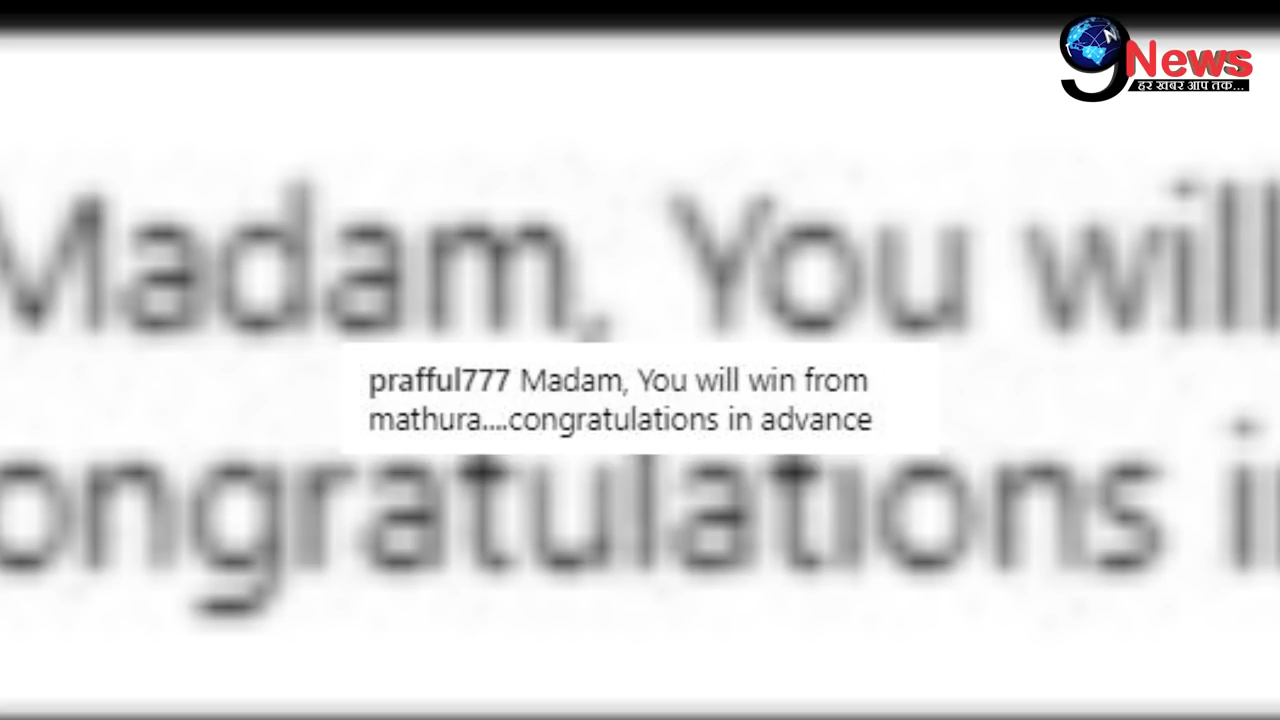 9 News
हर खबर आप तक...
Madam, You will
prafful777 Madam, You will win from
mathura....congratulations in advance
ongratulations i